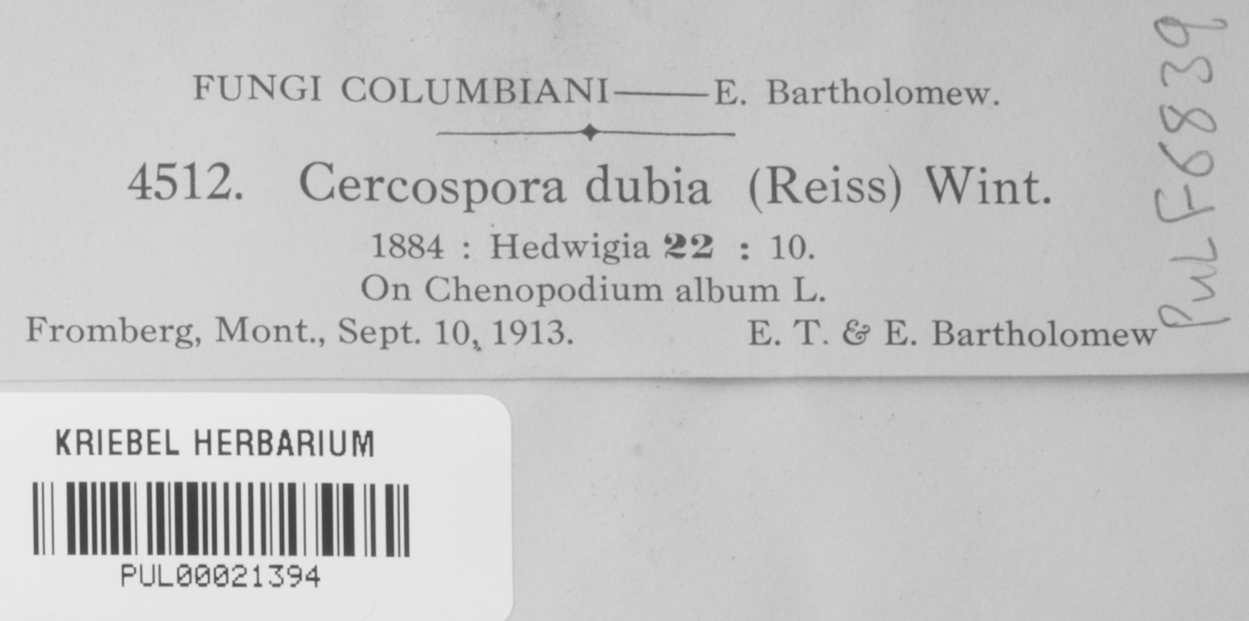 FUNGI COLUMBIANI——E. Bartholomew.
4512. Cercospora dubia (Reiss) Wint.
1884 : Hedwigia 22 : 10.
On Chenopodium album L.
Fromberg, Mont., Sept. 10, 1913. E. T. & E. Bartholomew
PUL F6839
KRIEBEL HERBARIUM
PUL00021394